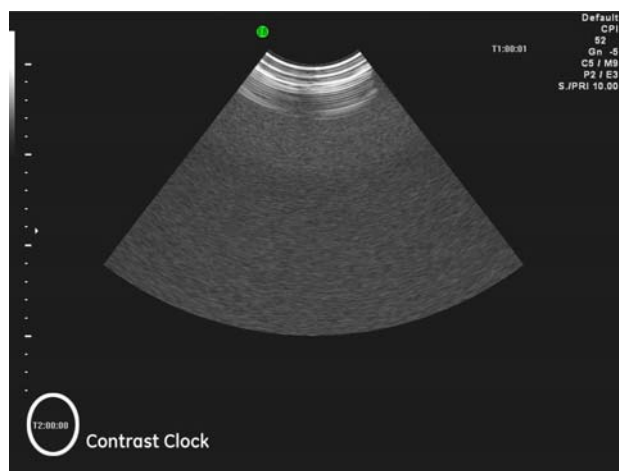 Default
CPI
52
Gn -5
C5 / M9
P2 / E3
S./PRI 10.00
T1:00:01
T2:00:00
Contrast Clock